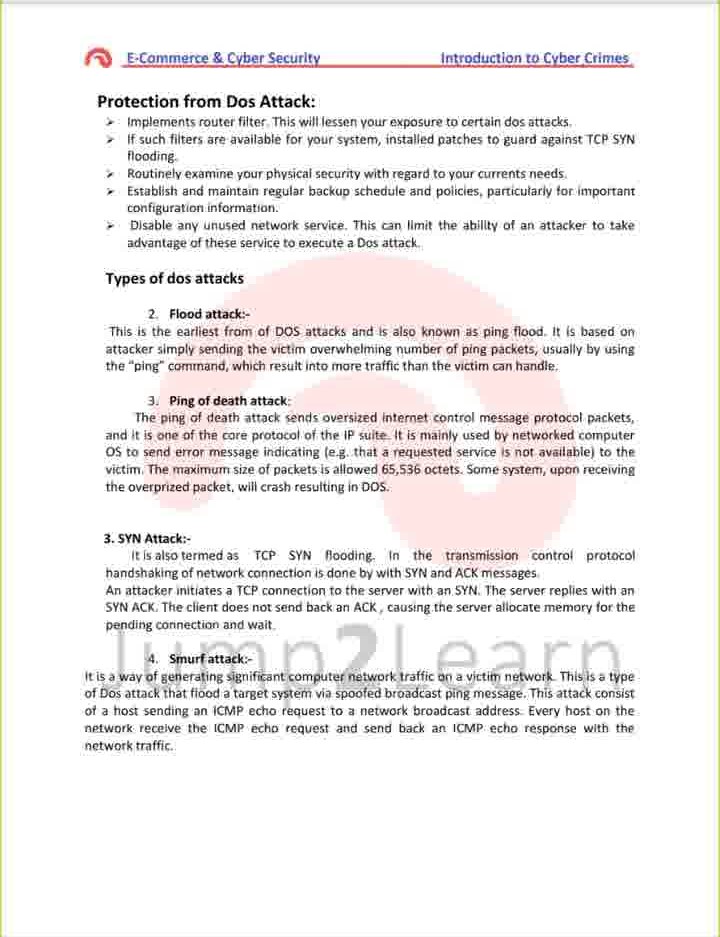 E-Commerce & Cyber Security Introduction to Cyber Crimes
Protection from Dos Attack:
➢ Implements router filter. This will lessen your exposure to certain dos attacks.
➢ If such filters are available for your system, installed patches to guard against TCP SYN
flooding.
➢ Routinely examine your physical security with regard to your currents needs.
➢ Establish and maintain regular backup schedule and policies, particularly for important
configuration information.
➢ Disable any unused network service. This can limit the ability of an attacker to take
advantage of these service to execute a Dos attack.
Types of dos attacks
2. Flood attack:-
This is the earliest from of DOS attacks and is also known as ping flood. It is based on
attacker simply sending the victim overwhelming number of ping packets, usually by using
the "ping" command, which result into more traffic than the victim can handle.
3. Ping of death attack:
The ping of death attack sends oversized internet control message protocol packets,
and it is one of the core protocol of the IP suite. It is mainly used by networked computer
OS to send error message indicating (e.g. that a requested service is not available) to the
victim. The maximum size of packets is allowed 65,536 octets. Some system, upon receiving
the overprized packet, will crash resulting in DOS.
3. SYN Attack:-
It is also termed as TCP SYN flooding. In the transmission control protocol
handshaking of network connection is done by with SYN and ACK messages.
An attacker initiates a TCP connection to the server with an SYN. The server replies with an
SYN ACK. The client does not send back an ACK , causing the server allocate memory for the
pending connection and wait.
Jump2Learn
4. Smurf attack:-
It is a way of generating significant computer network traffic on a victim network. This is a type
of Dos attack that flood a target system via spoofed broadcast ping message. This attack consist
of a host sending an ICMP echo request to a network broadcast address. Every host on the
network receive the ICMP echo request and send back an ICMP echo response with the
network traffic.